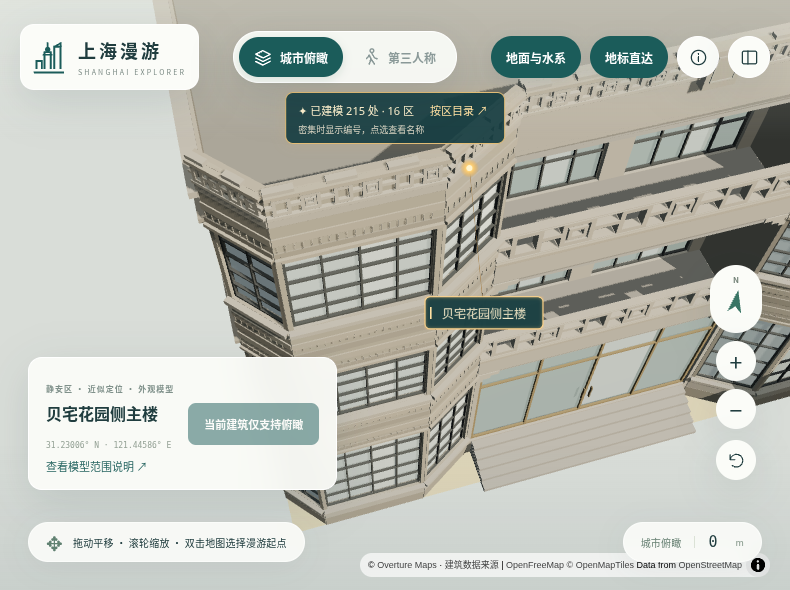 上海漫游
SHANGHAI EXPLORER
城市俯瞰
第三人称
地面与水系
地标直达
✦ 已建模 215 处 · 16 区 按区目录 ↗
密集时显示编号，点选查看名称
贝宅花园侧主楼
N
静安区 · 近似定位 · 外观模型
贝宅花园侧主楼
当前建筑仅支持俯瞰
31.23006° N · 121.44586° E
查看模型范围说明 ↗
拖动平移 · 滚轮缩放 · 双击地图选择漫游起点
城市俯瞰 0 m
© Overture Maps · 建筑数据来源 | OpenFreeMap © OpenMapTiles Data from OpenStreetMap